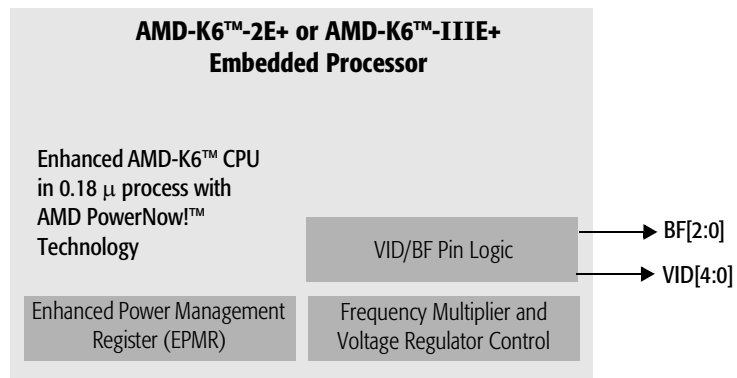 AMD-K6™-2E+ or AMD-K6™-IIIE+
Embedded Processor
Enhanced AMD-K6™ CPU
in 0.18 μ process with
AMD PowerNow!™
Technology
VID/BF Pin Logic
BF[2:0]
VID[4:0]
Enhanced Power Management
Register (EPMR)
Frequency Multiplier and
Voltage Regulator Control